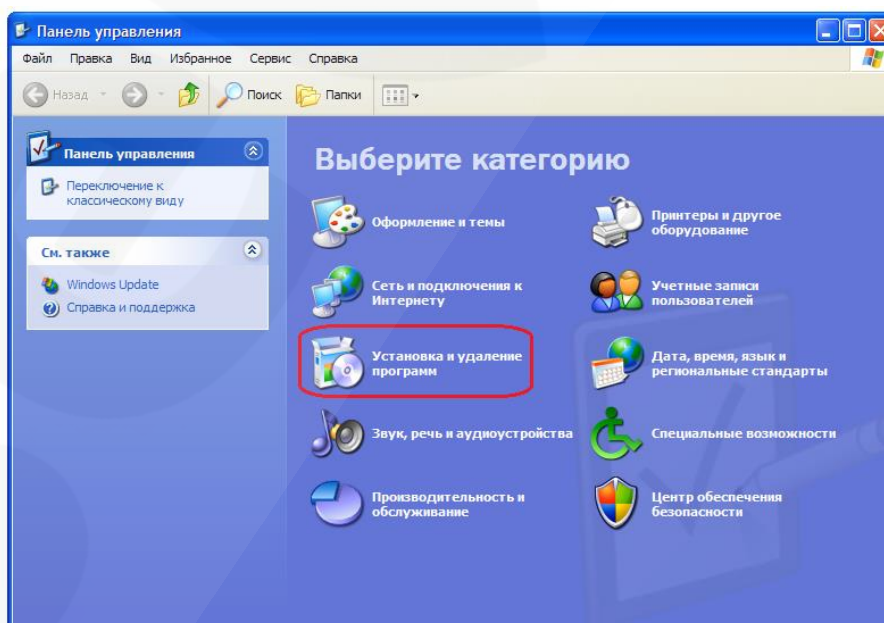 Панель управления
Файл Правка Вид Избранное Сервис Справка
Назад Поиск Папки
Панель управления
Переключение к
классическому виду
См. также
Windows Update
Справка и поддержка
Выберите категорию
Оформление и темы
Принтеры и другое
оборудование
Сеть и подключения к
Интернету
Учетные записи
пользователей
Установка и удаление
программ
Дата, время, язык и
региональные стандарты
Звук, речь и аудиоустройства
Специальные возможности
Производительность и
обслуживание
Центр обеспечения
безопасности